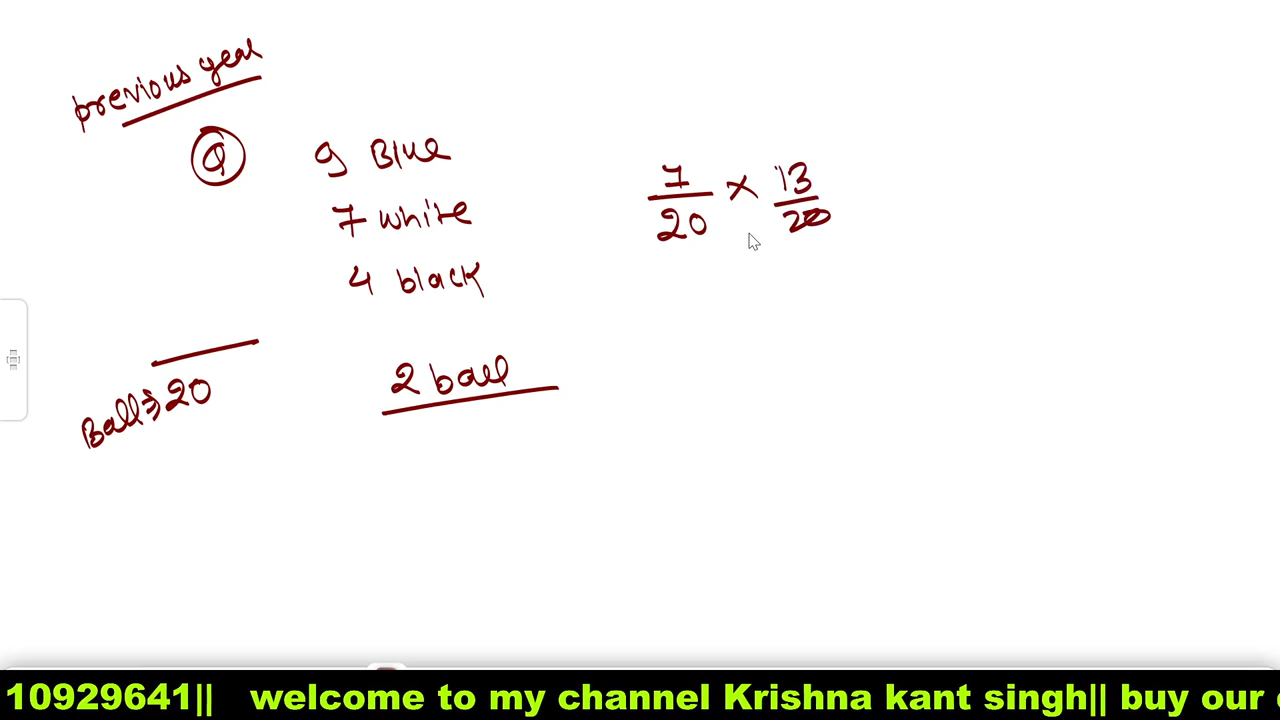 previous year
Q 9 Blue
7 white
4 black
7/20 × 13/20
Ball⇒20
2 ball
10929641|| welcome to my channel Krishna kant singh|| buy our